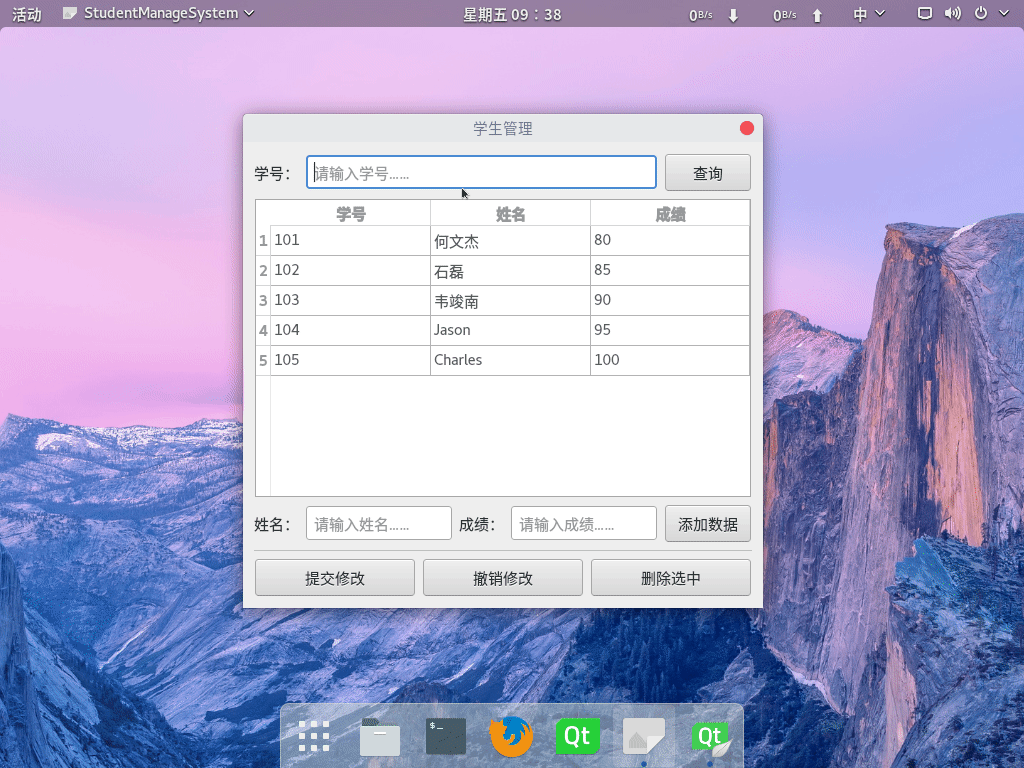 活动 StudentManageSystem 星期五 09：38 0B/s 0B/s 中
学生管理
学号： 请输入学号…… 查询
学号 姓名 成绩
1 101 何文杰 80
2 102 石磊 85
3 103 韦竣南 90
4 104 Jason 95
5 105 Charles 100
姓名： 请输入姓名…… 成绩： 请输入成绩…… 添加数据
提交修改 撤销修改 删除选中
$_ Qt Qt